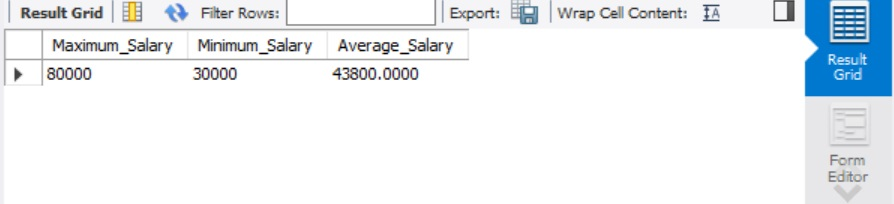 Result Grid Filter Rows: Export: Wrap Cell Content: IA
Maximum_Salary Minimum_Salary Average_Salary
80000 30000 43800.0000
Result
Grid
Form
Editor